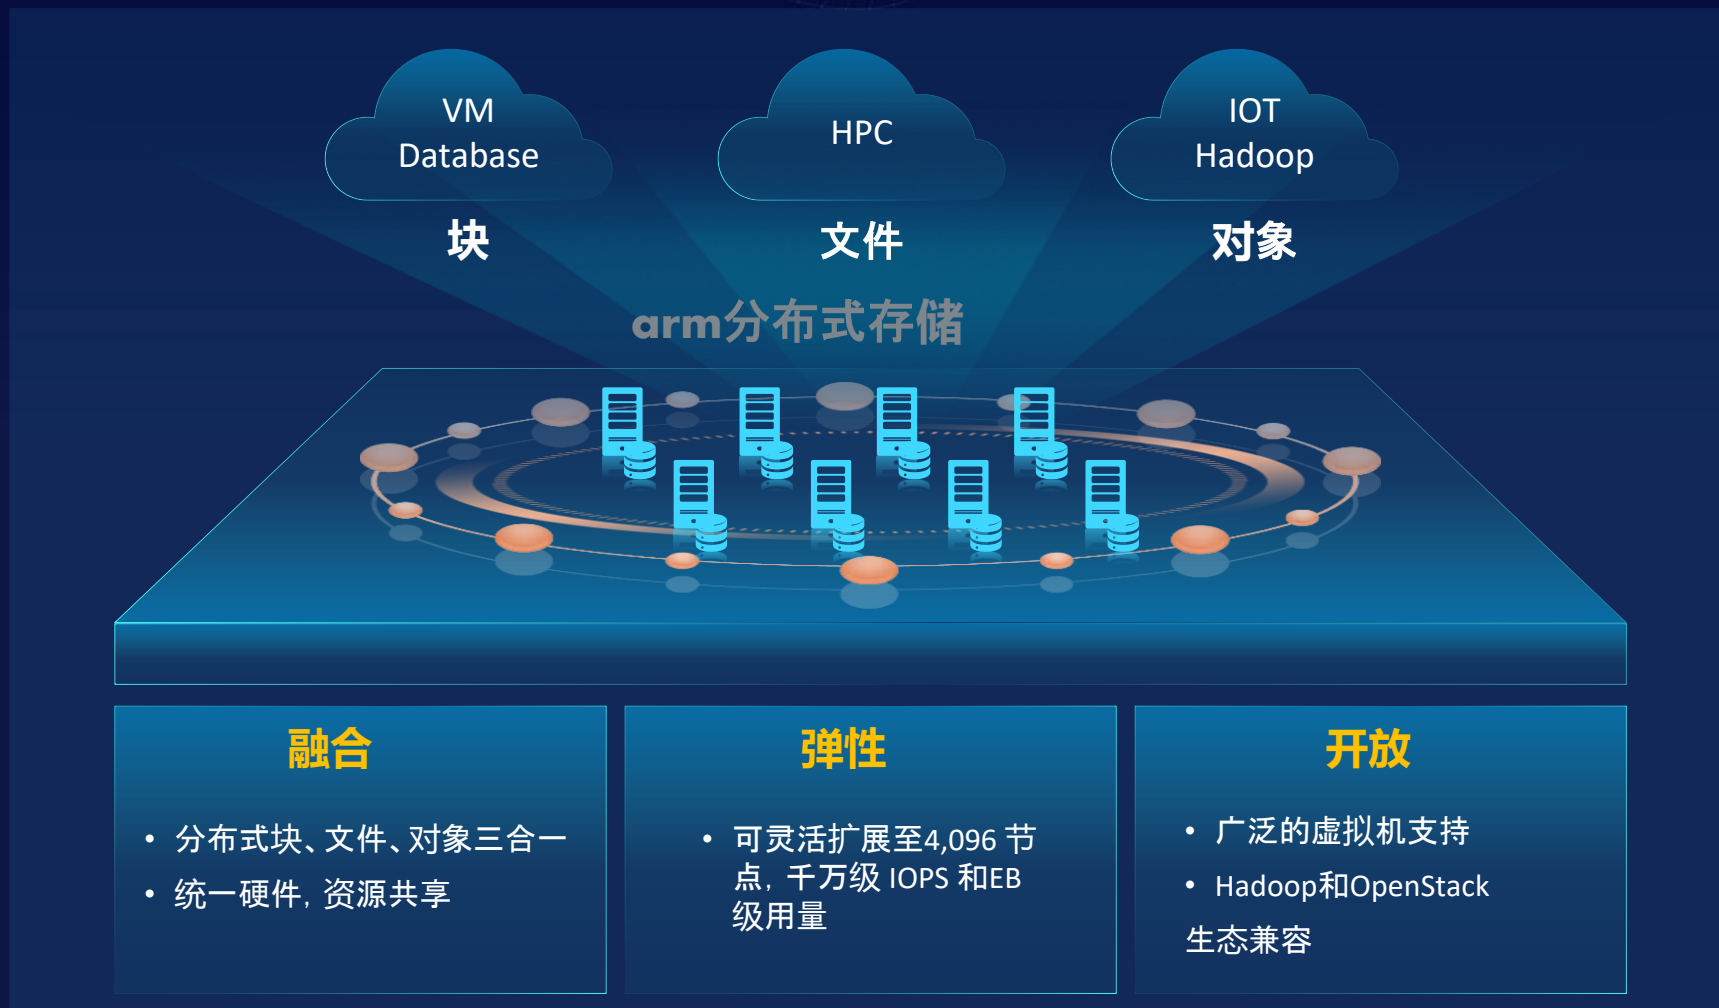 VM
Database
HPC
IOT
Hadoop
块
文件
对象
arm分布式存储
融合
• 分布式块、文件、对象三合一
• 统一硬件，资源共享
弹性
• 可灵活扩展至4,096 节
点，千万级 IOPS 和EB
级用量
开放
• 广泛的虚拟机支持
• Hadoop和OpenStack
生态兼容